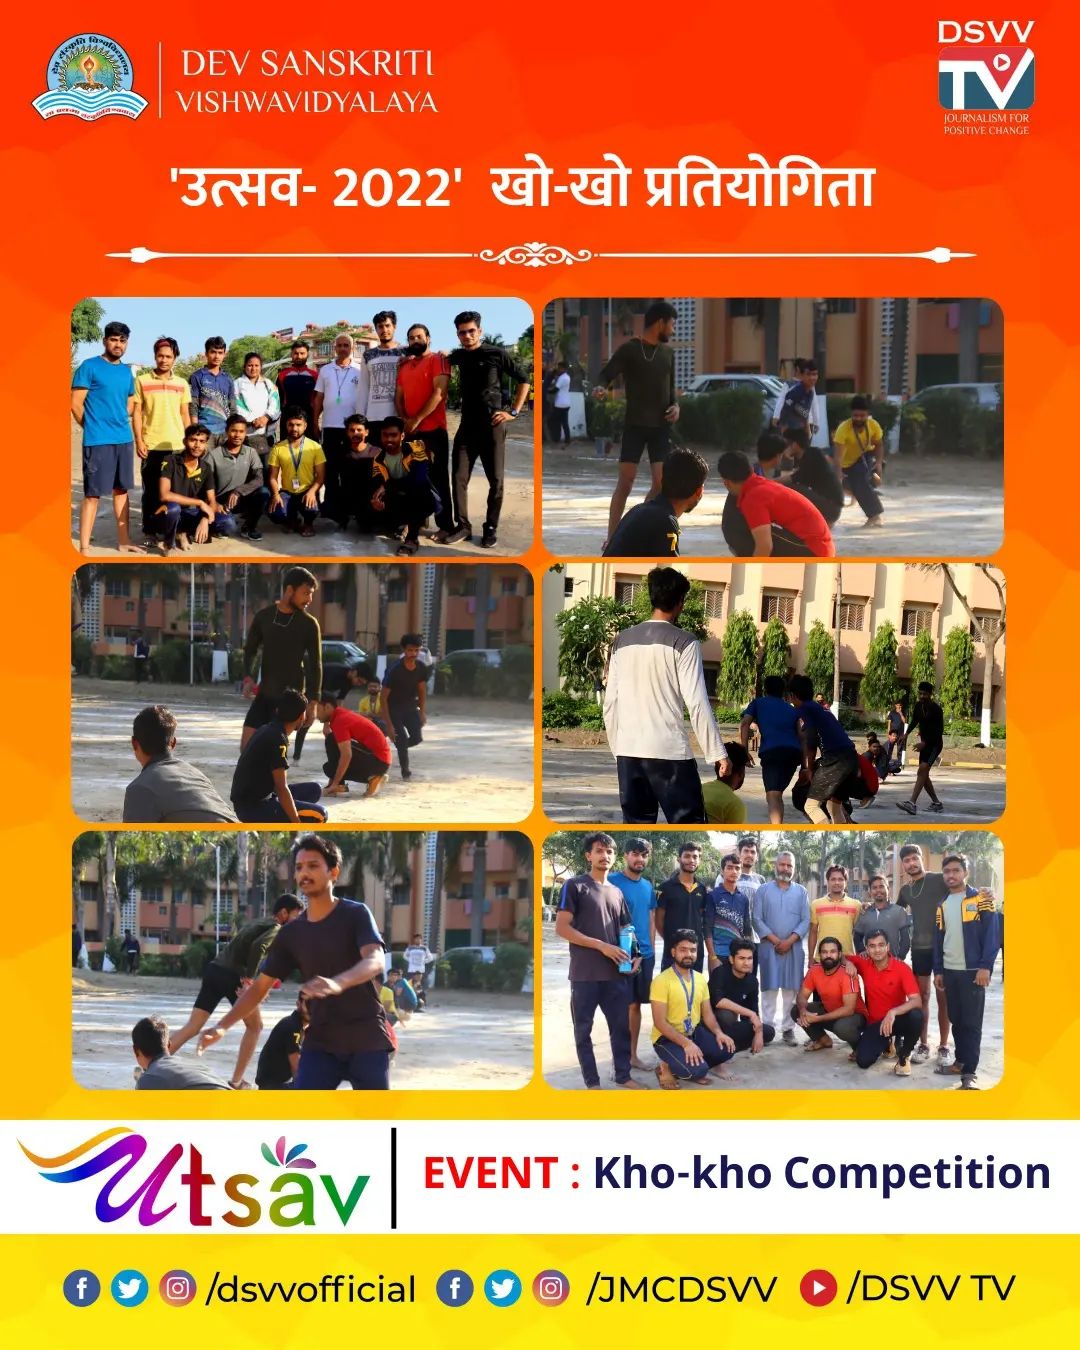 DEV SANSKRITI
VISHWAVIDYALAYA
DSVV
TV
JOURNALISM FOR
POSITIVE CHANGE
'उत्सव- 2022' खो-खो प्रतियोगिता
utsav
EVENT : Kho-kho Competition
/dsvvofficial /JMCDSVV /DSVV TV